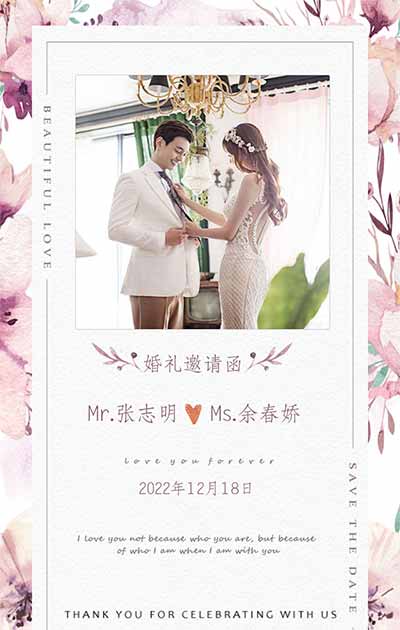 BEAUTIFUL LOVE
婚礼邀请函
Mr.张志明 Ms.余春娇
love you forever
2022年12月18日
SAVE THE DATE
I love you not because who you are, but because
of who I am when I am with you
THANK YOU FOR CELEBRATING WITH US